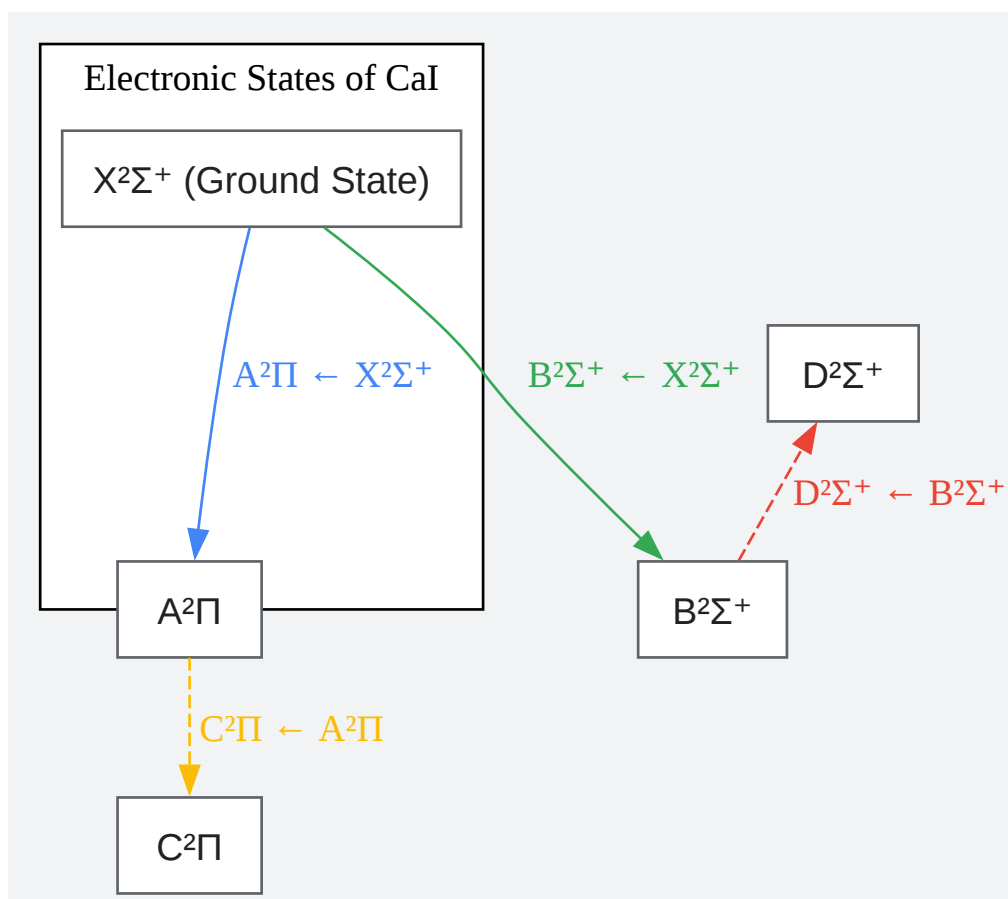 Electronic States of CaI
X²Σ⁺ (Ground State)
A²Π ← X²Σ⁺
B²Σ⁺ ← X²Σ⁺
D²Σ⁺
D²Σ⁺ ← B²Σ⁺
A²Π
B²Σ⁺
C²Π ← A²Π
C²Π